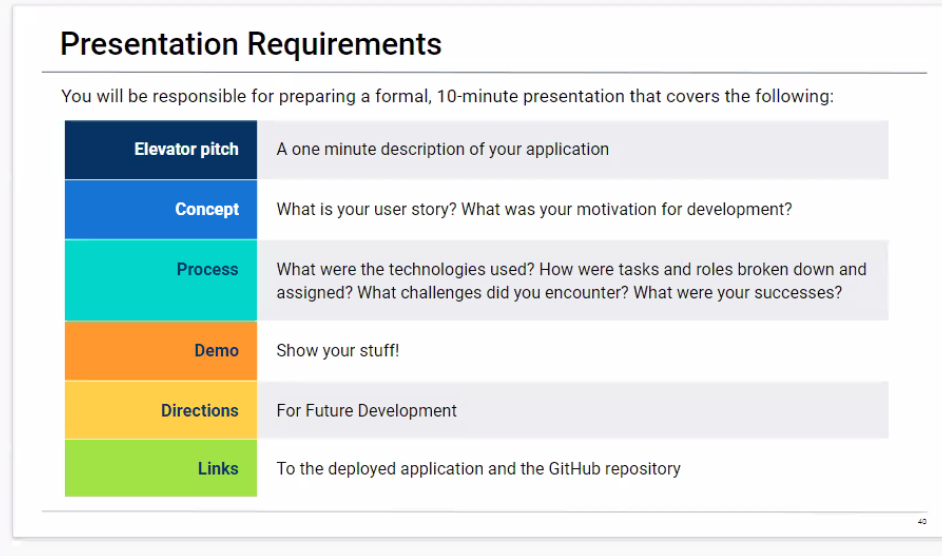 Presentation Requirements
You will be responsible for preparing a formal, 10-minute presentation that covers the following:
Elevator pitch
A one minute description of your application
Concept
What is your user story? What was your motivation for development?
Process
What were the technologies used? How were tasks and roles broken down and
assigned? What challenges did you encounter? What were your successes?
Demo
Show your stuff!
Directions
For Future Development
Links
To the deployed application and the GitHub repository
40